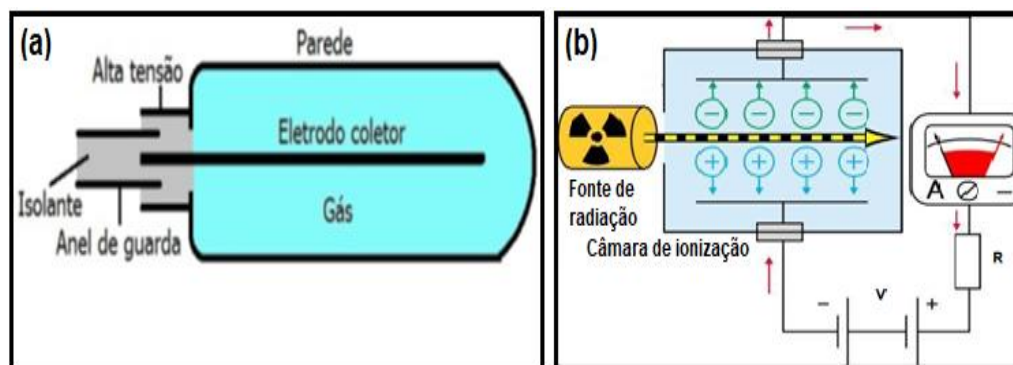 (a)
Parede
Alta tensão
Eletrodo coletor
Isolante
Gás
Anel de guarda
(b)
Fonte de
radiação
Câmara de ionização
A
R
V
- +